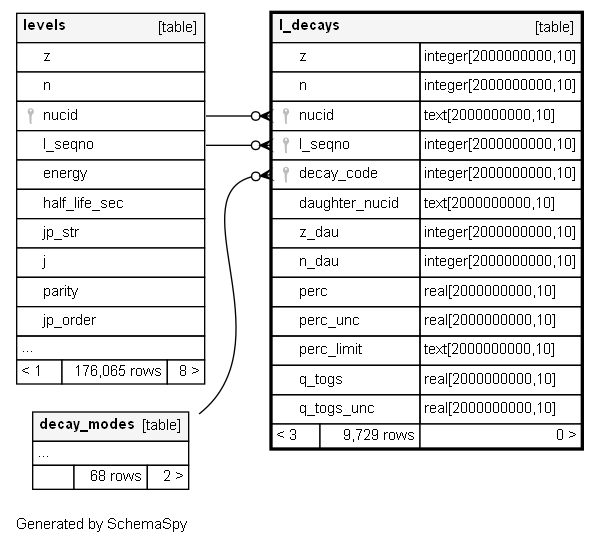 levels [table]
z
n
nucid
l_seqno
energy
half_life_sec
jp_str
j
parity
jp_order
...
< 1 176,065 rows 8 >
decay_modes [table]
...
68 rows 2 >
l_decays [table]
z integer[2000000000,10]
n integer[2000000000,10]
nucid text[2000000000,10]
l_seqno integer[2000000000,10]
decay_code integer[2000000000,10]
daughter_nucid text[2000000000,10]
z_dau integer[2000000000,10]
n_dau integer[2000000000,10]
perc real[2000000000,10]
perc_unc real[2000000000,10]
perc_limit text[2000000000,10]
q_togs real[2000000000,10]
q_togs_unc real[2000000000,10]
< 3 9,729 rows 0 >
Generated by SchemaSpy